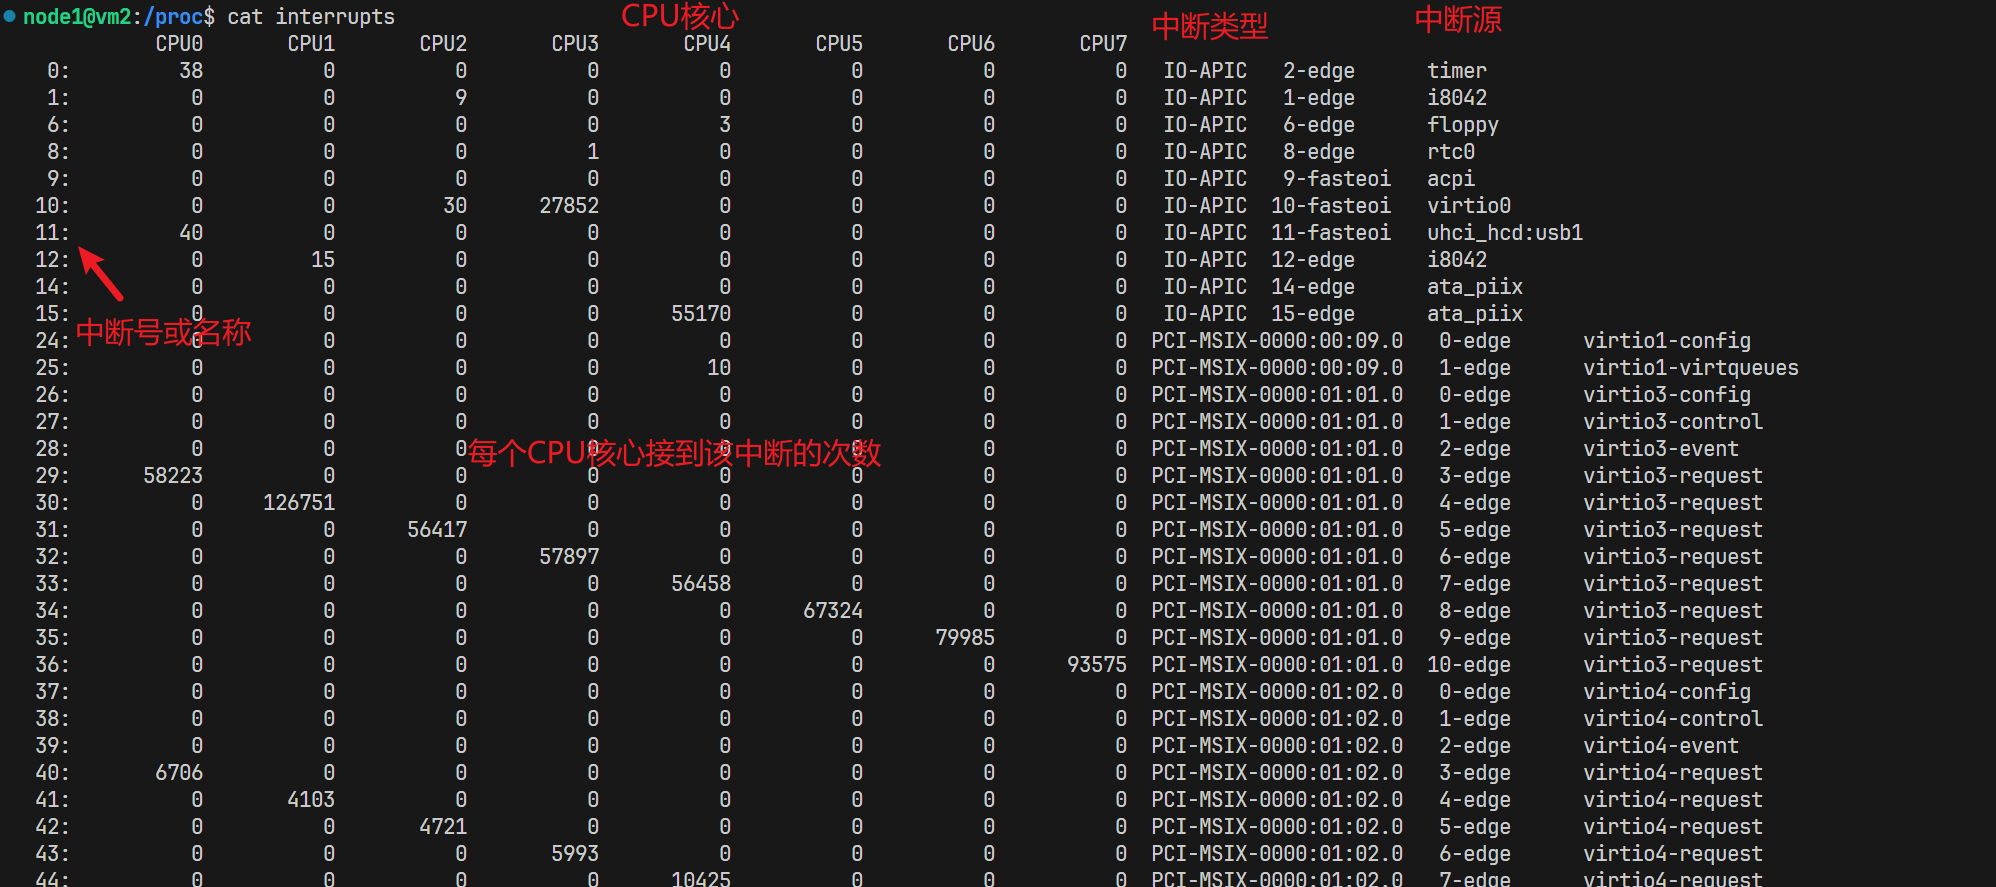 node1@vm2:/proc$ cat interrupts
CPU核心
中断类型
中断源
CPU0 CPU1 CPU2 CPU3 CPU4 CPU5 CPU6 CPU7
0: 38 0 0 0 0 0 0 0 IO-APIC 2-edge timer
1: 0 0 9 0 0 0 0 0 IO-APIC 1-edge i8042
6: 0 0 0 0 3 0 0 0 IO-APIC 6-edge floppy
8: 0 0 0 1 0 0 0 0 IO-APIC 8-edge rtc0
9: 0 0 0 0 0 0 0 0 IO-APIC 9-fasteoi acpi
10: 0 0 30 27852 0 0 0 0 IO-APIC 10-fasteoi virtio0
11: 40 0 0 0 0 0 0 0 IO-APIC 11-fasteoi uhci_hcd:usb1
12: 0 15 0 0 0 0 0 0 IO-APIC 12-edge i8042
14: 0 0 0 0 0 0 0 0 IO-APIC 14-edge ata_piix
15: 0 0 0 0 55170 0 0 0 IO-APIC 15-edge ata_piix
中断号或名称
24: 0 0 0 0 0 0 0 0 PCI-MSIX-0000:00:09.0 0-edge virtio1-config
25: 0 0 0 0 10 0 0 0 PCI-MSIX-0000:00:09.0 1-edge virtio1-virtqueues
26: 0 0 0 0 0 0 0 0 PCI-MSIX-0000:01:01.0 0-edge virtio3-config
27: 0 0 0 0 0 0 0 0 PCI-MSIX-0000:01:01.0 1-edge virtio3-control
28: 0 0 0 0 0 0 0 0 PCI-MSIX-0000:01:01.0 2-edge virtio3-event
每个CPU核心接到该中断的次数
29: 58223 0 0 0 0 0 0 0 PCI-MSIX-0000:01:01.0 3-edge virtio3-request
30: 0 126751 0 0 0 0 0 0 PCI-MSIX-0000:01:01.0 4-edge virtio3-request
31: 0 0 56417 0 0 0 0 0 PCI-MSIX-0000:01:01.0 5-edge virtio3-request
32: 0 0 0 57897 0 0 0 0 PCI-MSIX-0000:01:01.0 6-edge virtio3-request
33: 0 0 0 0 56458 0 0 0 PCI-MSIX-0000:01:01.0 7-edge virtio3-request
34: 0 0 0 0 0 67324 0 0 PCI-MSIX-0000:01:01.0 8-edge virtio3-request
35: 0 0 0 0 0 0 79985 0 PCI-MSIX-0000:01:01.0 9-edge virtio3-request
36: 0 0 0 0 0 0 0 93575 PCI-MSIX-0000:01:01.0 10-edge virtio3-request
37: 0 0 0 0 0 0 0 0 PCI-MSIX-0000:01:02.0 0-edge virtio4-config
38: 0 0 0 0 0 0 0 0 PCI-MSIX-0000:01:02.0 1-edge virtio4-control
39: 0 0 0 0 0 0 0 0 PCI-MSIX-0000:01:02.0 2-edge virtio4-event
40: 6706 0 0 0 0 0 0 0 PCI-MSIX-0000:01:02.0 3-edge virtio4-request
41: 0 4103 0 0 0 0 0 0 PCI-MSIX-0000:01:02.0 4-edge virtio4-request
42: 0 0 4721 0 0 0 0 0 PCI-MSIX-0000:01:02.0 5-edge virtio4-request
43: 0 0 0 5993 0 0 0 0 PCI-MSIX-0000:01:02.0 6-edge virtio4-request
44: 0 0 0 0 10425 0 0 0 PCI-MSIX-0000:01:02.0 7-edge virtio4-request